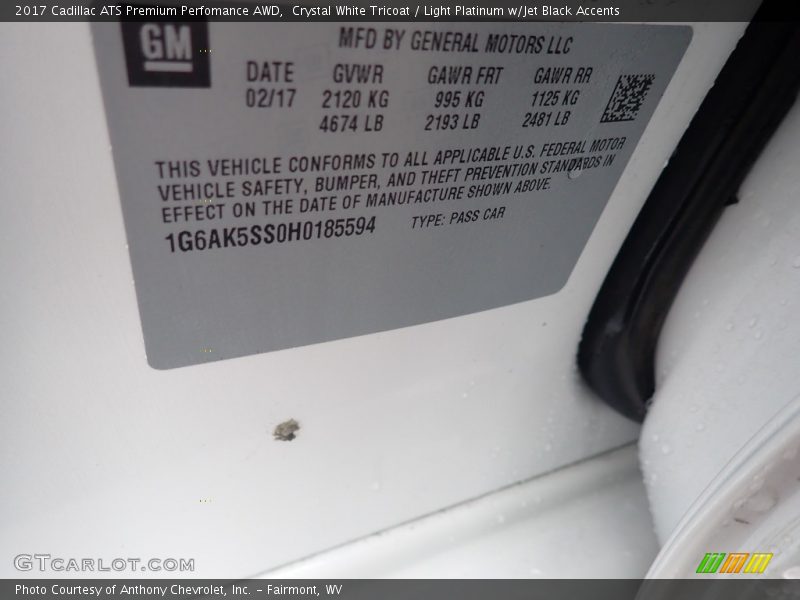 2017 Cadillac ATS Premium Perfomance AWD,  Crystal White Tricoat / Light Platinum w/Jet Black Accents
GM
MFD BY GENERAL MOTORS LLC
DATE GVWR GAWR FRT GAWR RR
02/17 2120 KG 995 KG 1125 KG
4674 LB 2193 LB 2481 LB
THIS VEHICLE CONFORMS TO ALL APPLICABLE U.S. FEDERAL MOTOR
VEHICLE SAFETY, BUMPER, AND THEFT PREVENTION STANDARDS IN
EFFECT ON THE DATE OF MANUFACTURE SHOWN ABOVE.
1G6AK5SS0H0185594 TYPE: PASS CAR
GTCARLOT.COM
Photo Courtesy of Anthony Chevrolet, Inc. – Fairmont, WV